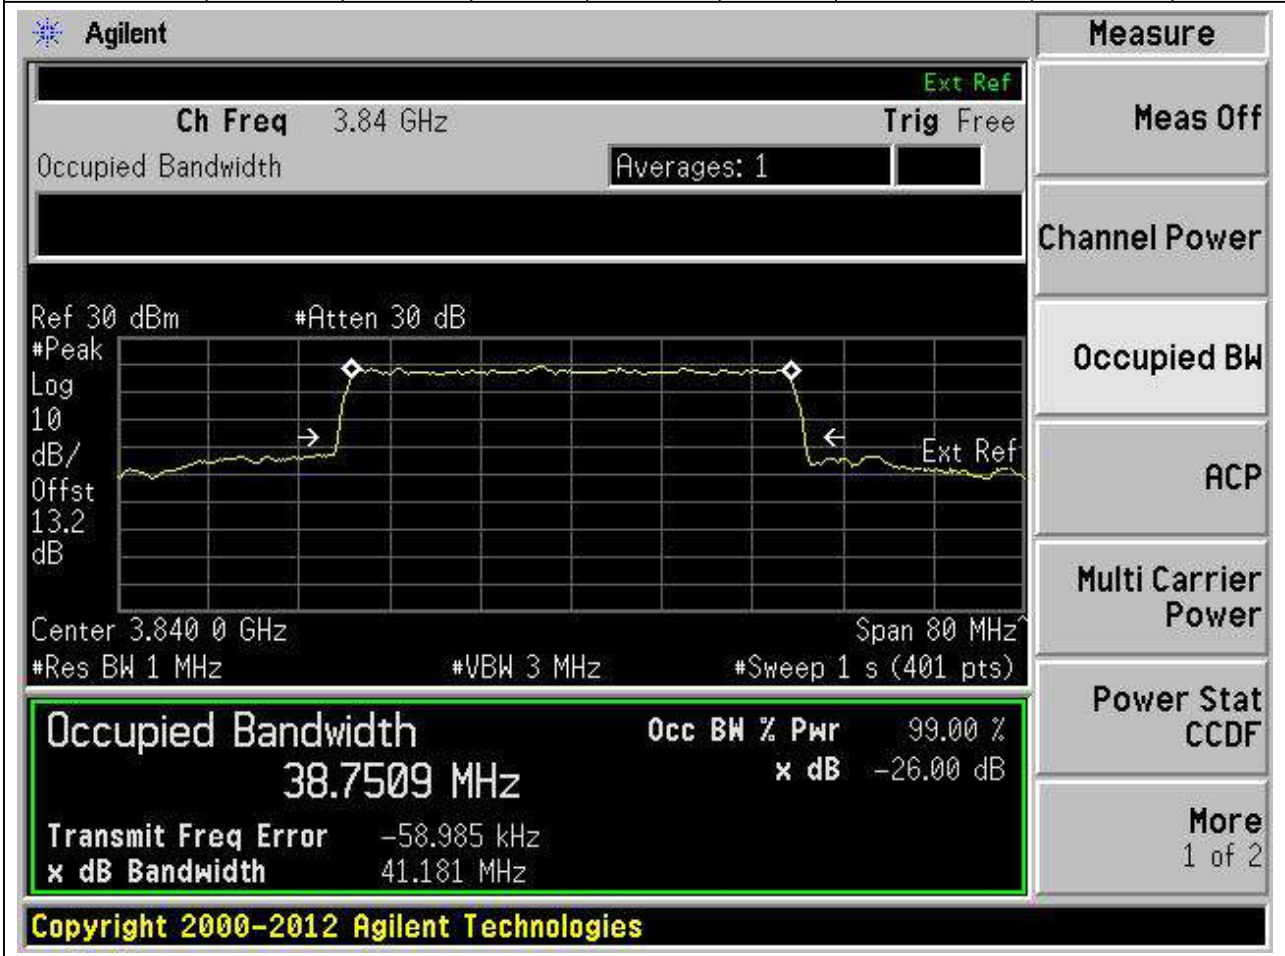 Agilent
Measure
Ext Ref
Ch Freq 3.84 GHz Trig Free
Occupied Bandwidth Averages: 1
Meas Off
Channel Power
Occupied BW
ACP
Multi Carrier
Power
Power Stat
CCDF
More
1 of 2
Ref 30 dBm #Atten 30 dB
#Peak
Log
10
dB/
Offst
13.2
dB
Ext Ref
Center 3.840 0 GHz Span 80 MHz^
#Res BW 1 MHz #VBW 3 MHz #Sweep 1 s (401 pts)
Occupied Bandwidth Occ BW % Pwr 99.00 %
38.7509 MHz x dB -26.00 dB
Transmit Freq Error -58.985 kHz
x dB Bandwidth 41.181 MHz
Copyright 2000-2012 Agilent Technologies